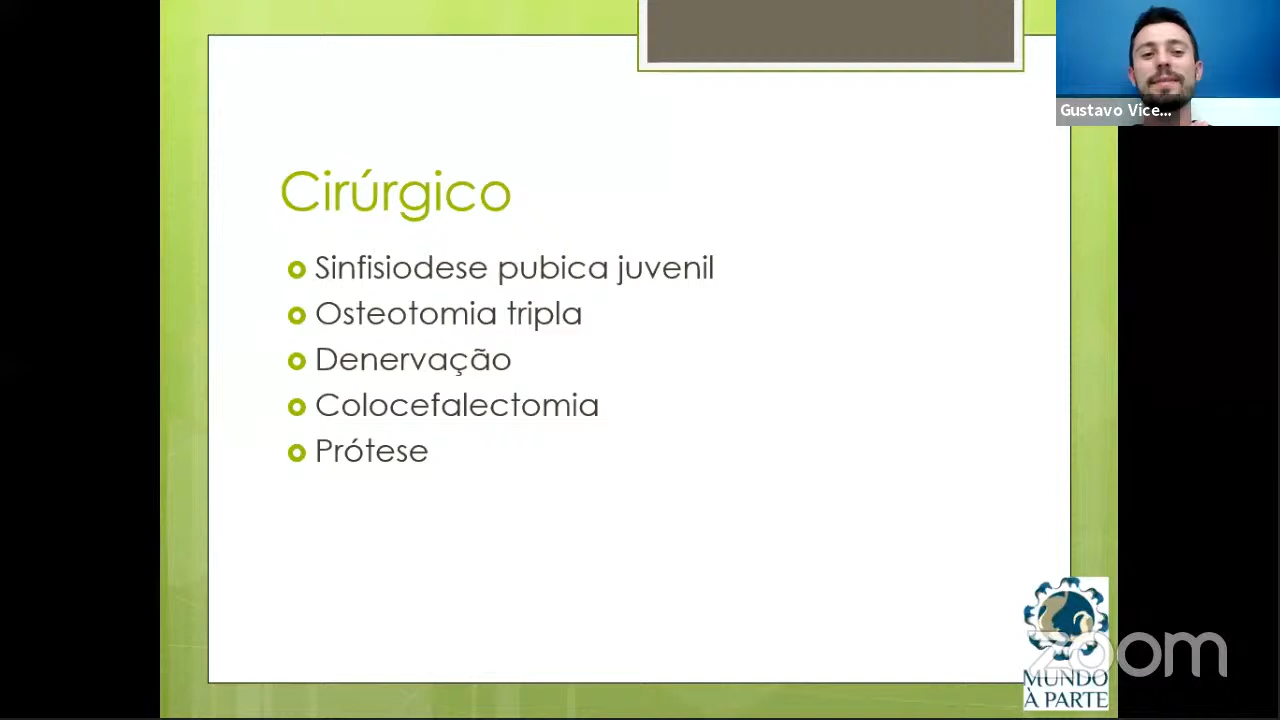 Gustavo Vice...
Cirúrgico
Sinfisiodese pubica juvenil
Osteotomia tripla
Denervação
Colocefalectomia
Prótese
zoom
MUNDO
À PARTE